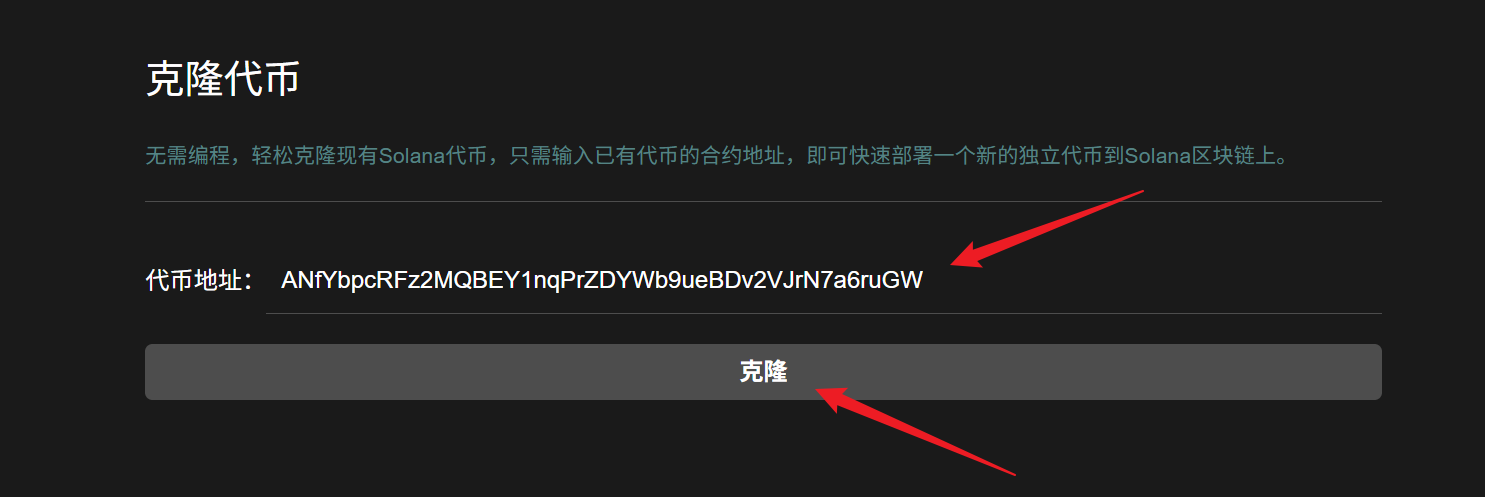 克隆代币
无需编程，轻松克隆现有Solana代币，只需输入已有代币的合约地址，即可快速部署一个新的独立代币到Solana区块链上。
代币地址： ANfYbpcRFz2MQBEY1nqPrZDYWb9ueBDv2VJrN7a6ruGW
克隆